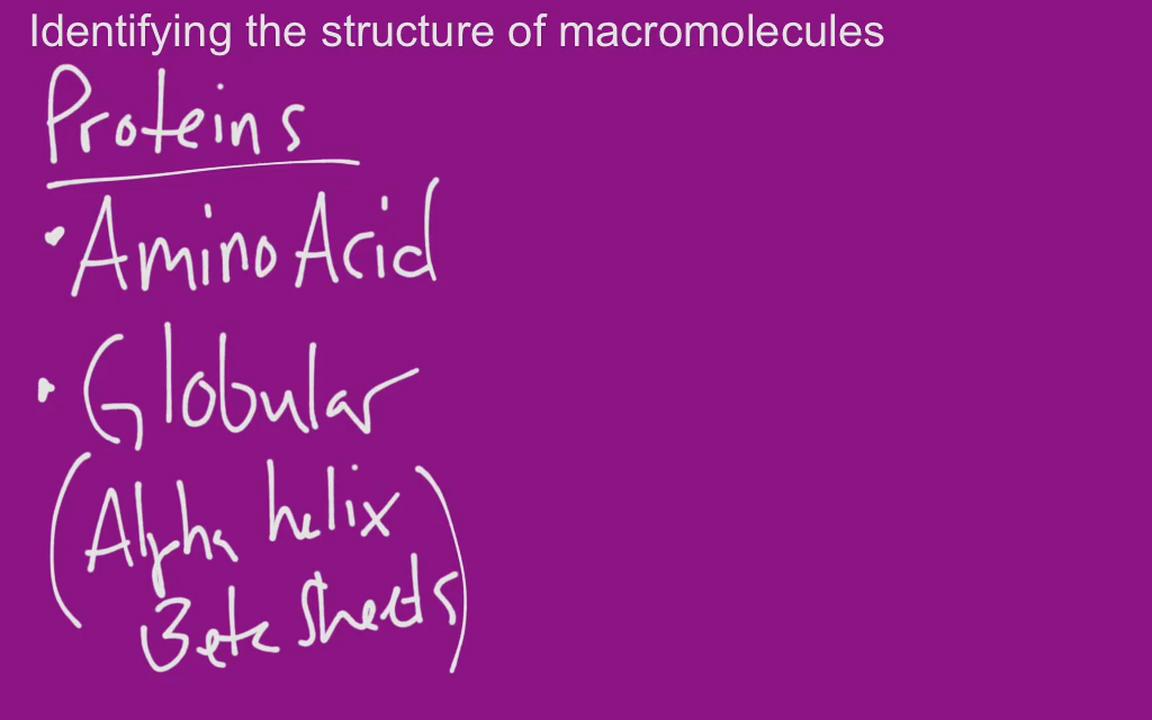 Identifying the structure of macromolecules
Proteins
• Amino Acid
• Globular
(Alpha helix
Beta Sheets)